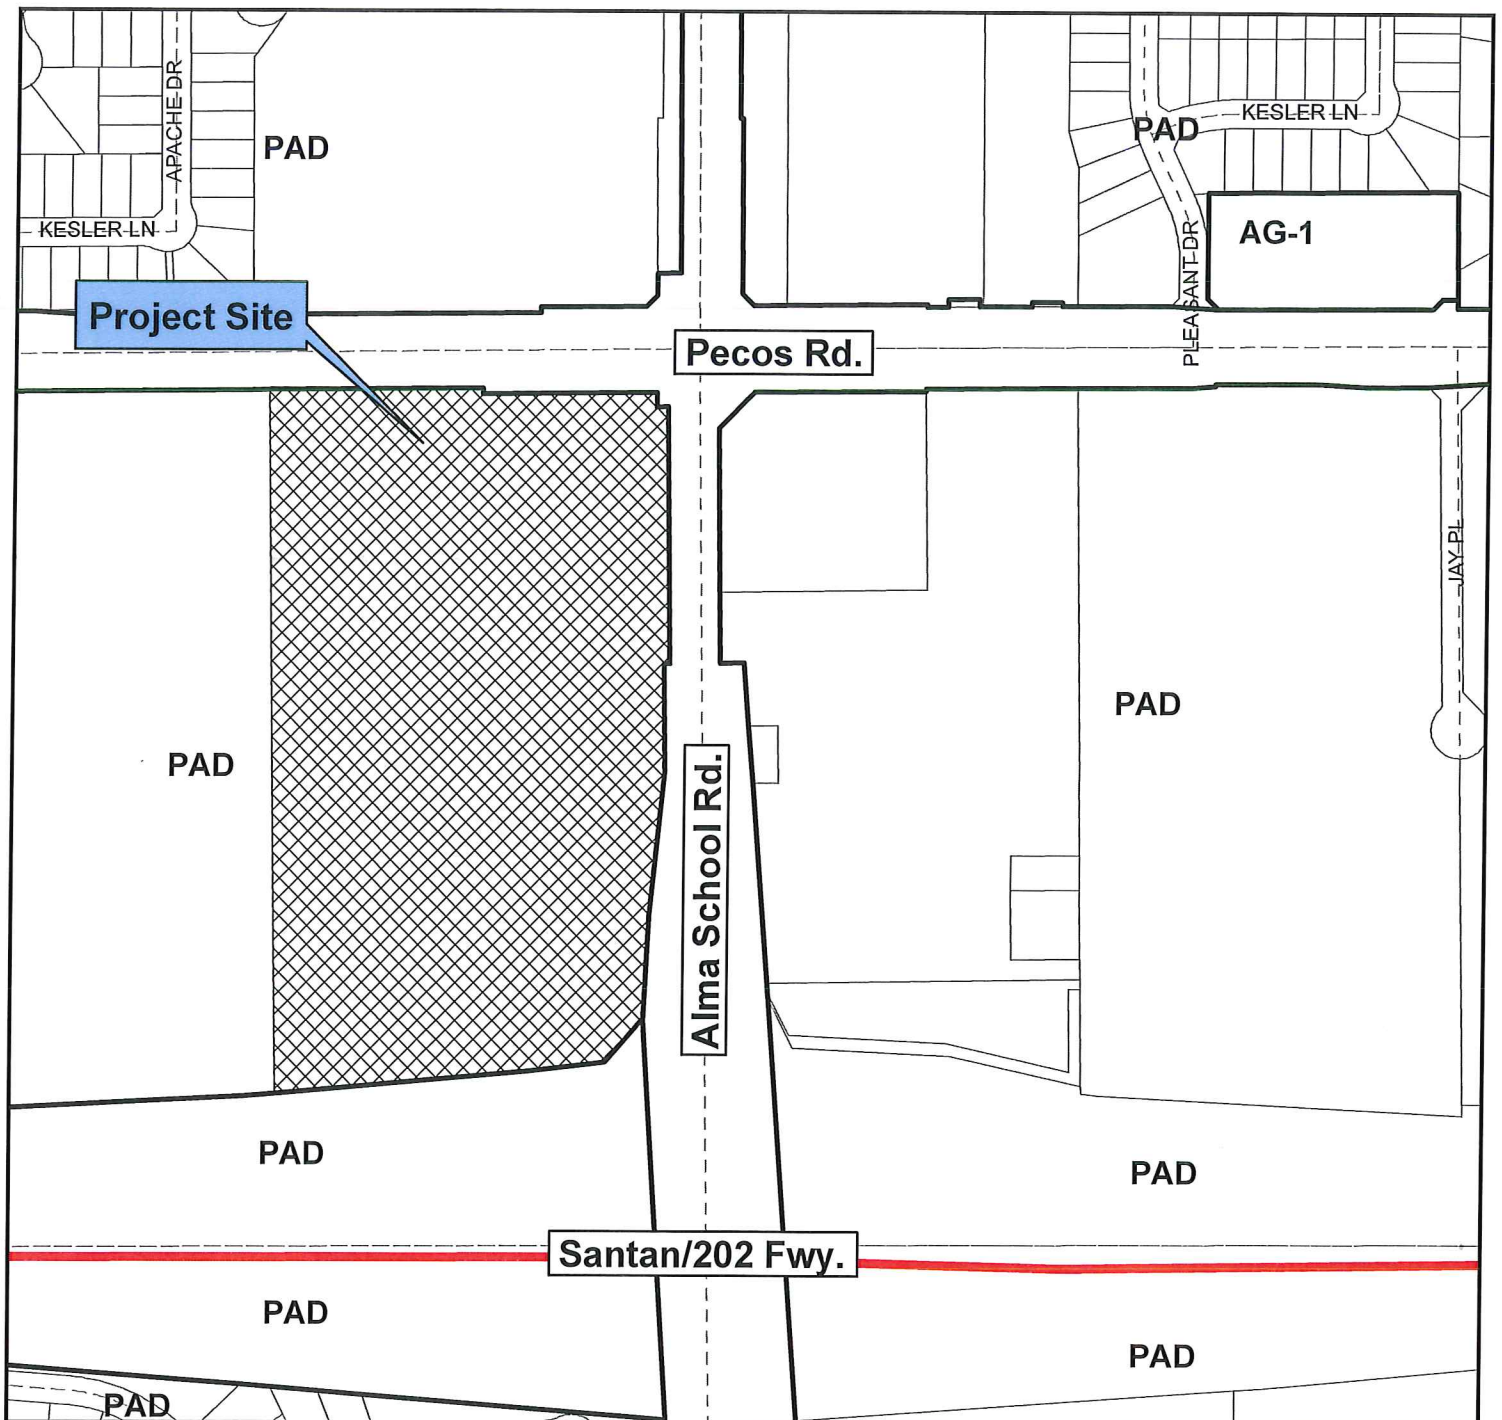 APACHE DR
PAD
KESLER LN
PAD
KESLER LN
AG-1
PLEASANT DR
Project Site
Pecos Rd.
JAY PL
PAD
PAD
Alma School Rd.
PAD
PAD
Santan/202 Fwy.
PAD
PAD
PAD